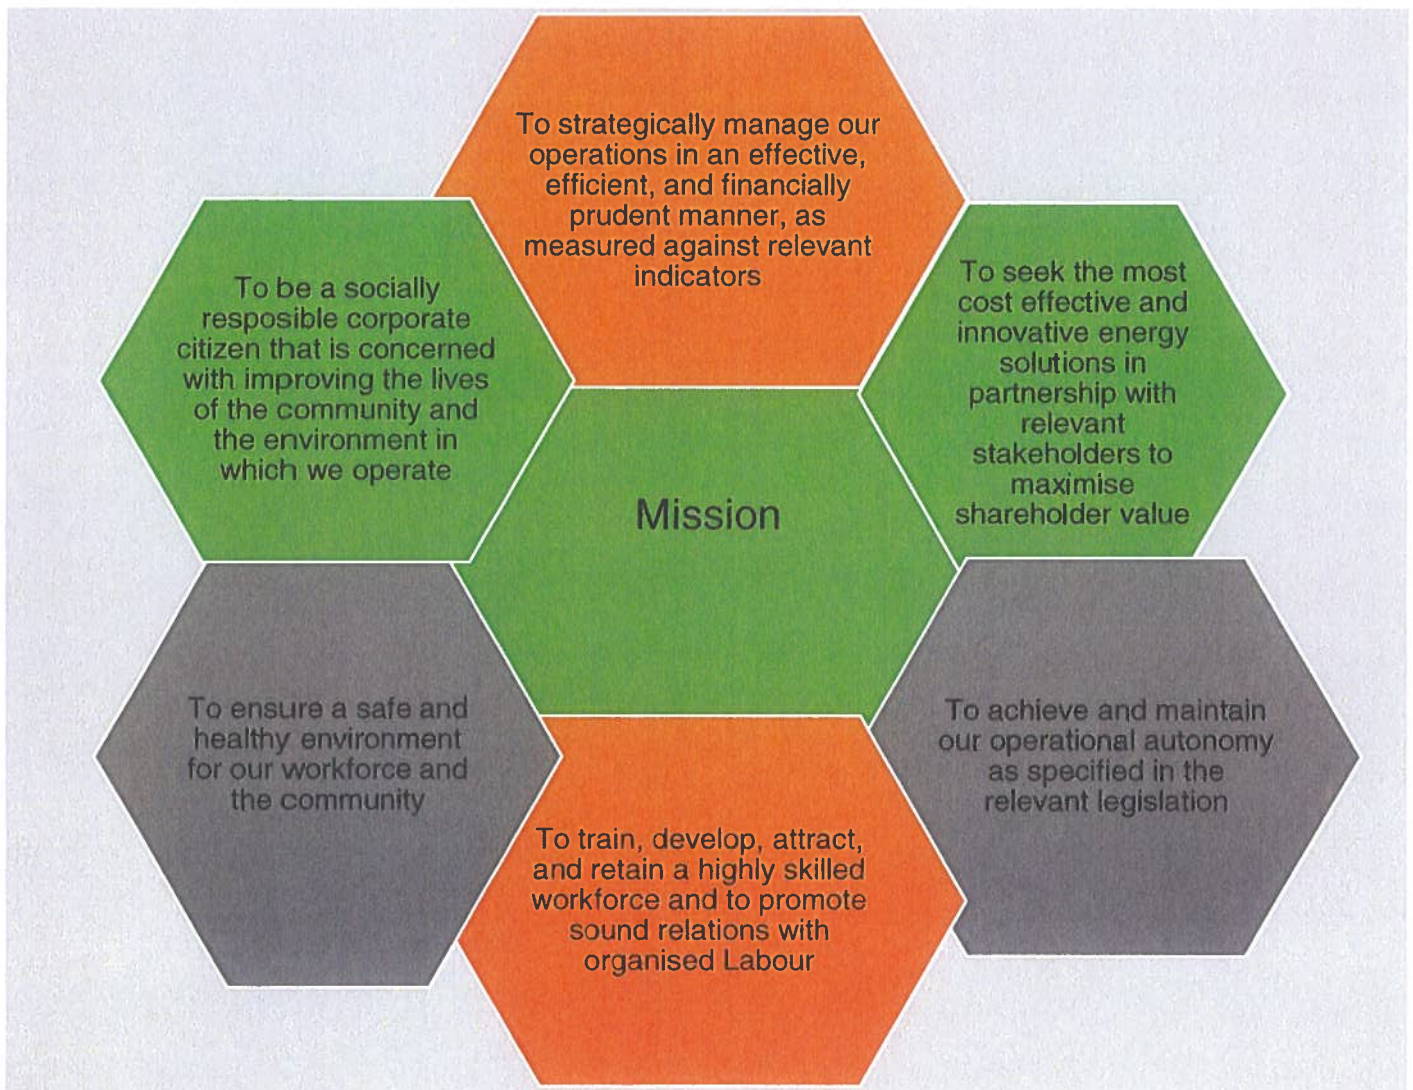 To strategically manage our
operations in an effective,
efficient, and financially
prudent manner, as
measured against relevant
indicators
To be a socially
resposible corporate
citizen that is concerned
with improving the lives
of the community and
the environment in
which we operate
To seek the most
cost effective and
innovative energy
solutions in
partnership with
relevant
stakeholders to
maximise
shareholder value
Mission
To ensure a safe and
healthy environment
for our workforce and
the community
To achieve and maintain
our operational autonomy
as specified in the
relevant legislation
To train, develop, attract,
and retain a highly skilled
workforce and to promote
sound relations with
organised Labour